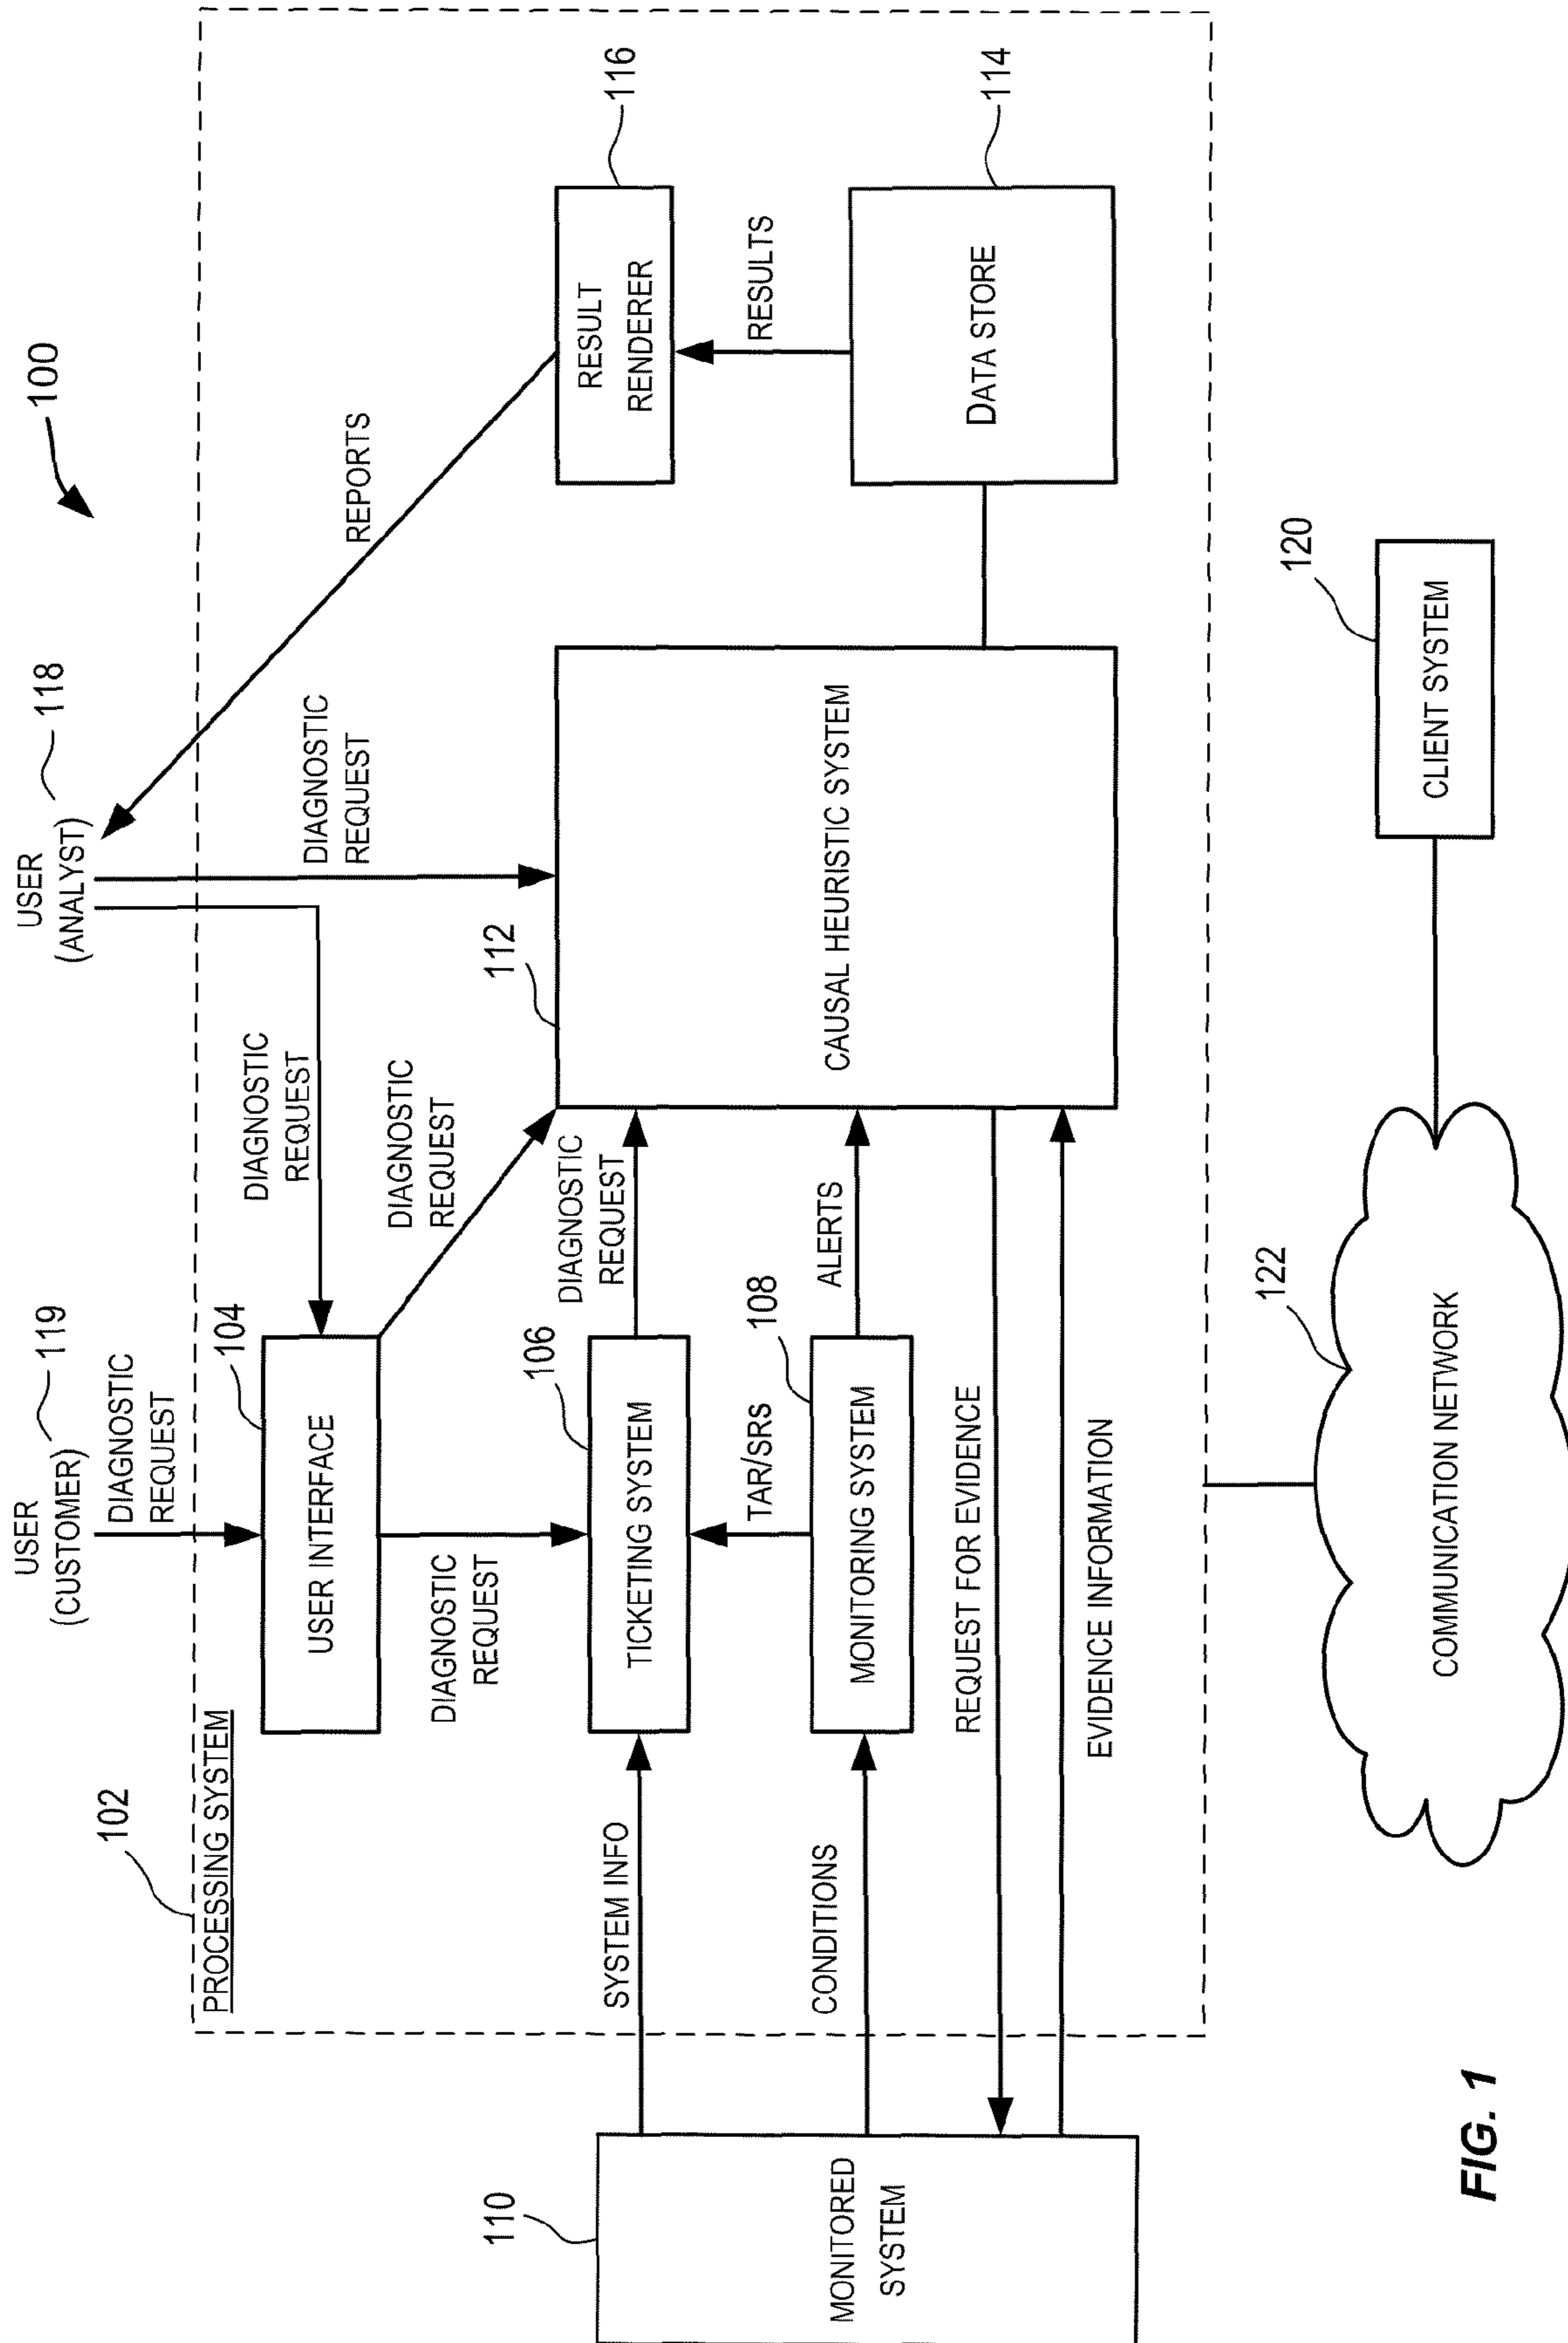 100
USER
(CUSTOMER)
119
USER
(ANALYST)
118
DIAGNOSTIC
REQUEST
102
PROCESSING SYSTEM
104
USER INTERFACE
DIAGNOSTIC
REQUEST
DIAGNOSTIC
REQUEST
REPORTS
DIAGNOSTIC
REQUEST
DIAGNOSTIC
REQUEST
112
CAUSAL HEURISTIC SYSTEM
RESULT
RENDERER
116
RESULTS
DATA STORE
114
SYSTEM INFO
106
TICKETING SYSTEM
DIAGNOSTIC
REQUEST
TAR/SRs
108
CONDITIONS
MONITORING SYSTEM
ALERTS
110
MONITORED
SYSTEM
REQUEST FOR EVIDENCE
EVIDENCE INFORMATION
122
COMMUNICATION NETWORK
120
CLIENT SYSTEM
FIG. 1